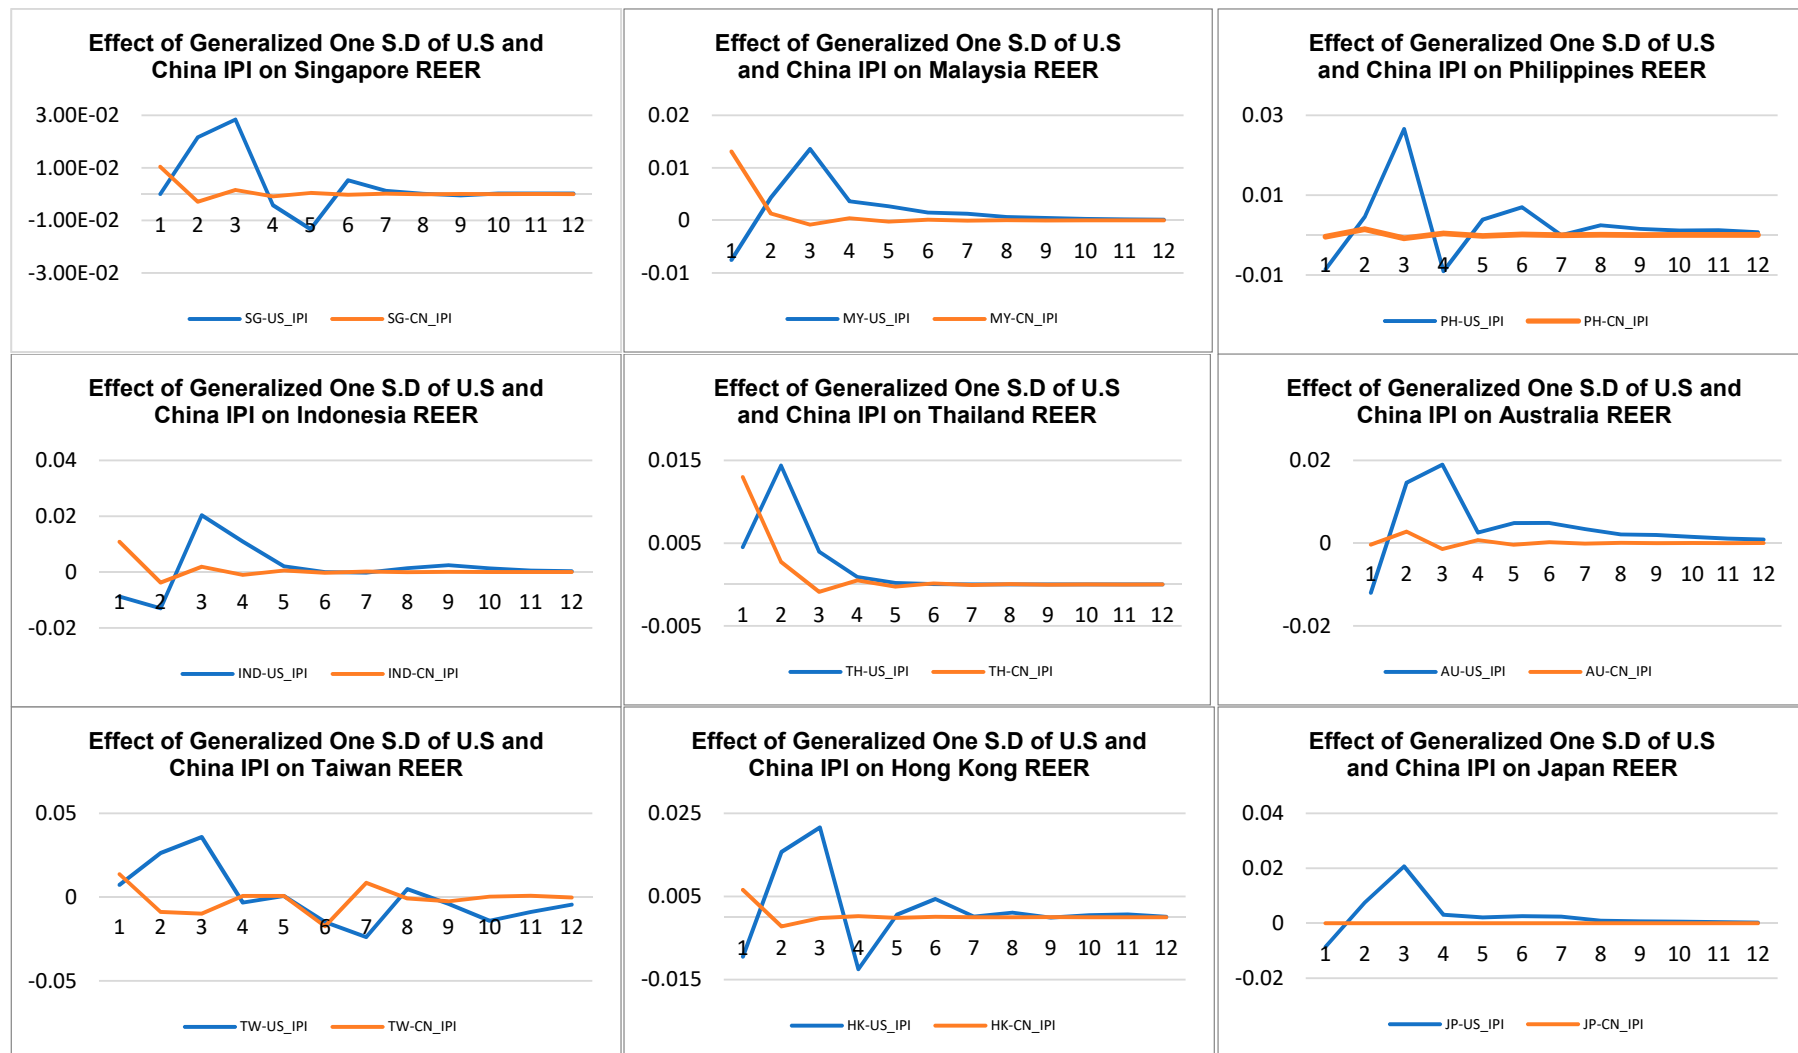 Effect of Generalized One S.D of U.S and
China IPI on Singapore REER
3.00E-02
1.00E-02
-1.00E-02
-3.00E-02
1 2 3 4 5 6 7 8 9 10 11 12
SG-US_IPI SG-CN_IPI
Effect of Generalized One S.D of U.S
and China IPI on Malaysia REER
0.02
0.01
0
-0.01
1 2 3 4 5 6 7 8 9 10 11 12
MY-US_IPI MY-CN_IPI
Effect of Generalized One S.D of U.S
and China IPI on Philippines REER
0.03
0.01
-0.01
1 2 3 4 5 6 7 8 9 10 11 12
PH-US_IPI PH-CN_IPI
Effect of Generalized One S.D of U.S and
China IPI on Indonesia REER
0.04
0.02
0
-0.02
1 2 3 4 5 6 7 8 9 10 11 12
IND-US_IPI IND-CN_IPI
Effect of Generalized One S.D of U.S
and China IPI on Thailand REER
0.015
0.005
-0.005
1 2 3 4 5 6 7 8 9 10 11 12
TH-US_IPI TH-CN_IPI
Effect of Generalized One S.D of U.S and
China IPI on Australia REER
0.02
0
-0.02
1 2 3 4 5 6 7 8 9 10 11 12
AU-US_IPI AU-CN_IPI
Effect of Generalized One S.D of U.S and
China IPI on Taiwan REER
0.05
0
-0.05
1 2 3 4 5 6 7 8 9 10 11 12
TW-US_IPI TW-CN_IPI
Effect of Generalized One S.D of U.S and
China IPI on Hong Kong REER
0.025
0.005
-0.015
1 2 3 4 5 6 7 8 9 10 11 12
HK-US_IPI HK-CN_IPI
Effect of Generalized One S.D of U.S
and China IPI on Japan REER
0.04
0.02
0
-0.02
1 2 3 4 5 6 7 8 9 10 11 12
JP-US_IPI JP-CN_IPI